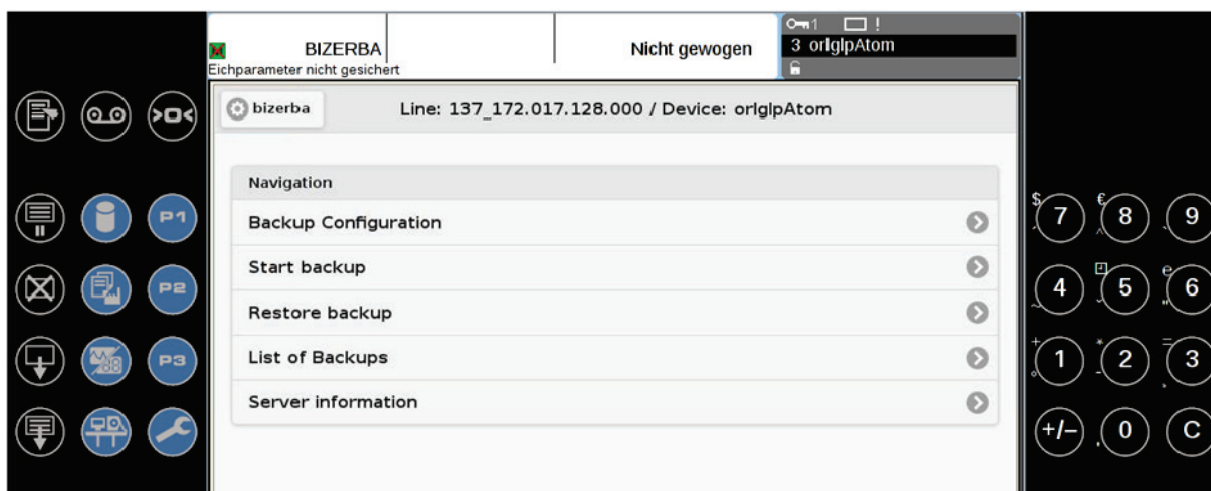 BIZERBA
Nicht gewogen
1 !
3 orlglpAtom
Eichparameter nicht gesichert
bizerba
Line: 137_172.017.128.000 / Device: orlglpAtom
Navigation
Backup Configuration
Start backup
Restore backup
List of Backups
Server information
P1
P2
P3
$ 7 € 8 9
4 5 e 6
+ 1 * 2 = 3
+/- 0 C